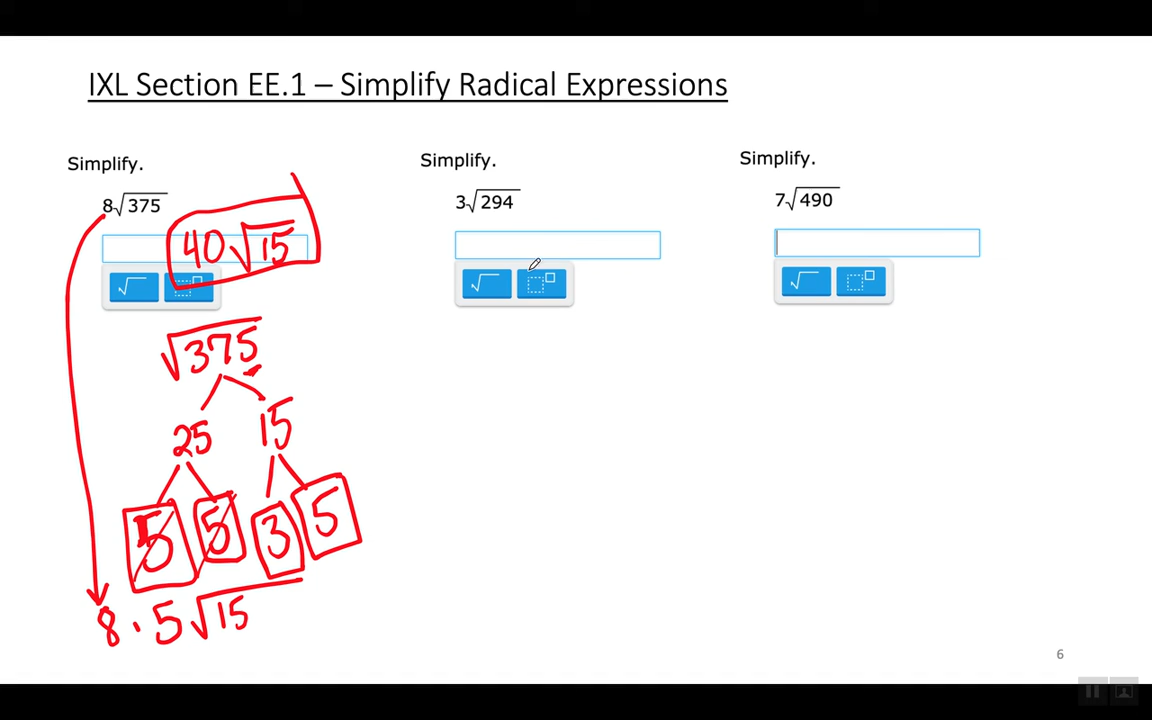 IXL Section EE.1 – Simplify Radical Expressions
Simplify.
8√375
40√15
√375
25 15
5 5 3 5
8 · 5√15
Simplify.
3√294
Simplify.
7√490
6